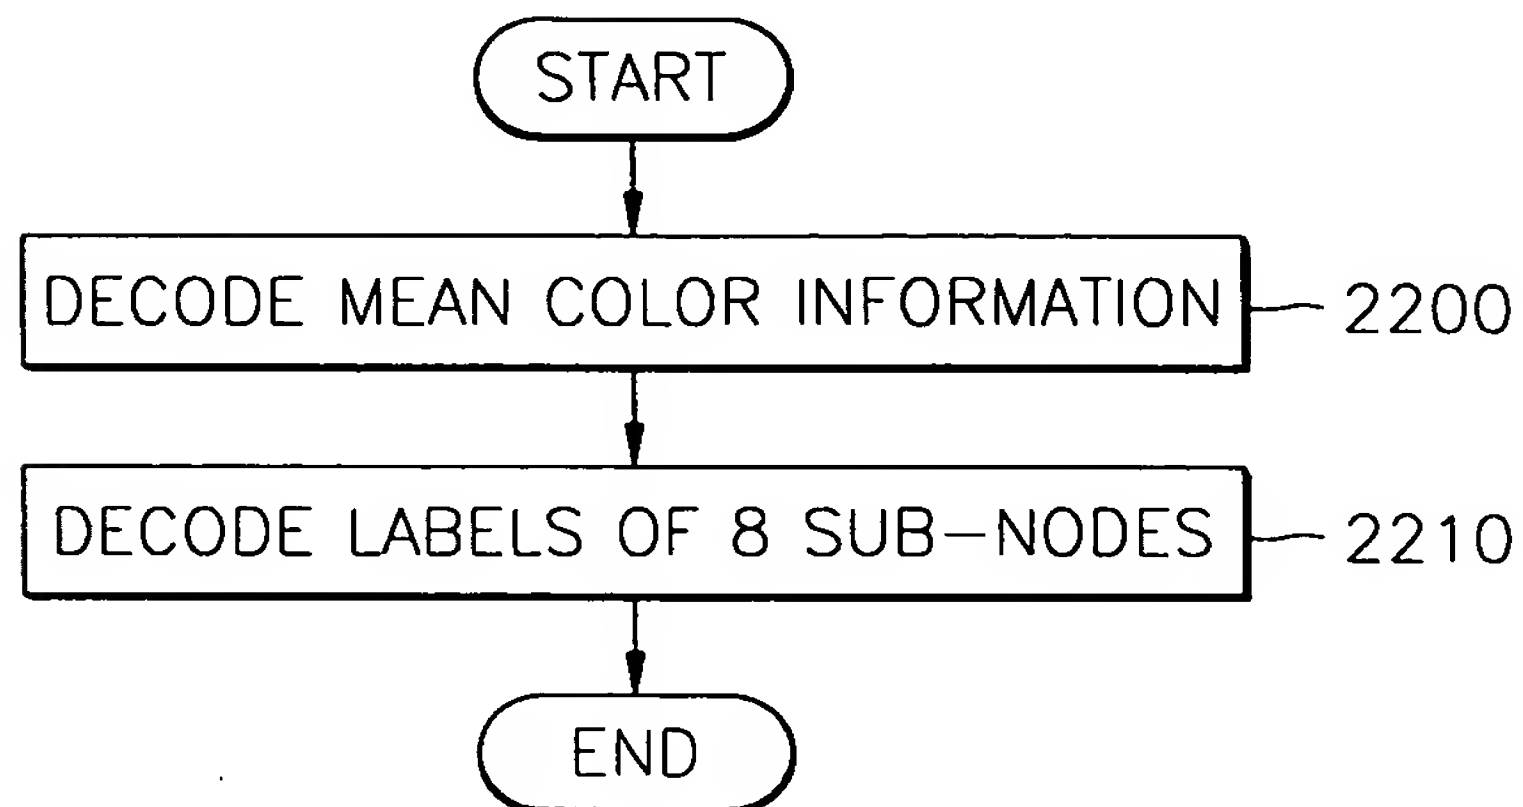 START
DECODE MEAN COLOR INFORMATION
2200
DECODE LABELS OF 8 SUB-NODES
2210
END